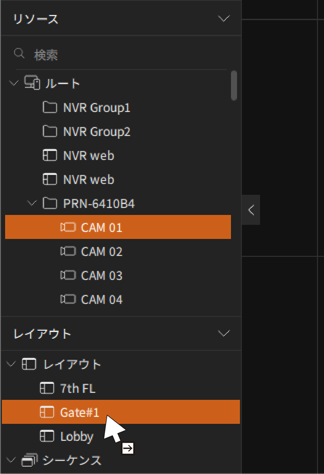 リソース
検索
ルート
NVR Group1
NVR Group2
NVR web
NVR web
PRN-6410B4
CAM 01
CAM 02
CAM 03
CAM 04
レイアウト
レイアウト
7th FL
Gate#1
Lobby
シーケンス